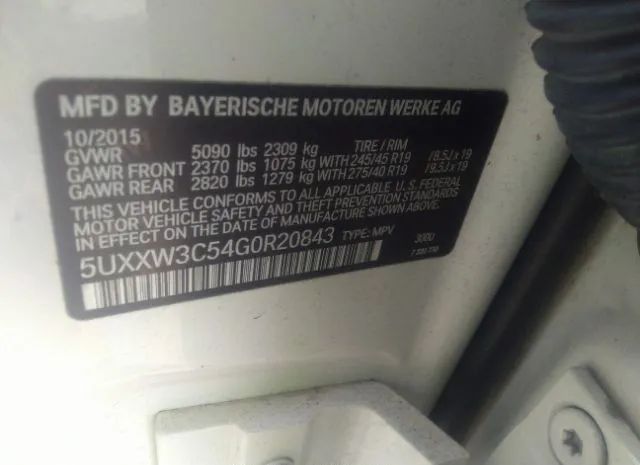 MFD BY BAYERISCHE MOTOREN WERKE AG
10/2015 TIRE / RIM
GVWR 5090 lbs 2309 kg
GAWR FRONT 2370 lbs 1075 kg WITH 245/45 R19 /8.5J x 19
GAWR REAR 2820 lbs 1279 kg WITH 275/40 R19 /9.5J x 19
THIS VEHICLE CONFORMS TO ALL APPLICABLE U. S. FEDERAL
MOTOR VEHICLE SAFETY AND THEFT PREVENTION STANDARDS
IN EFFECT ON THE DATE OF MANUFACTURE SHOWN ABOVE.
5UXXW3C54G0R20843 TYPE: MPV